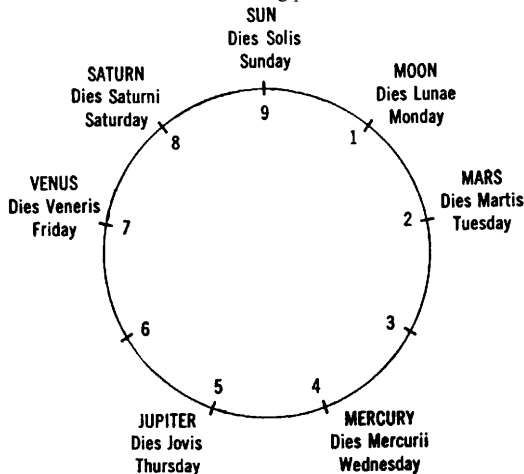 SUN
Dies Solis
Sunday
9
MOON
Dies Lunae
Monday
1
MARS
Dies Martis
Tuesday
2
3
MERCURY
Dies Mercurii
Wednesday
4
JUPITER
Dies Jovis
Thursday
5
6
VENUS
Dies Veneris
Friday
7
SATURN
Dies Saturni
Saturday
8